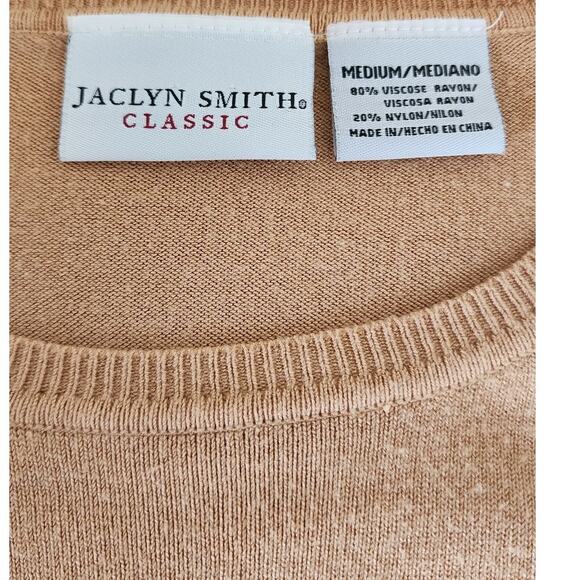 JACLYN SMITH®
CLASSIC
MEDIUM/MEDIANO
80% VISCOSE RAYON/
VISCOSA RAYON
20% NYLON/NILON
MADE IN/HECHO EN CHINA